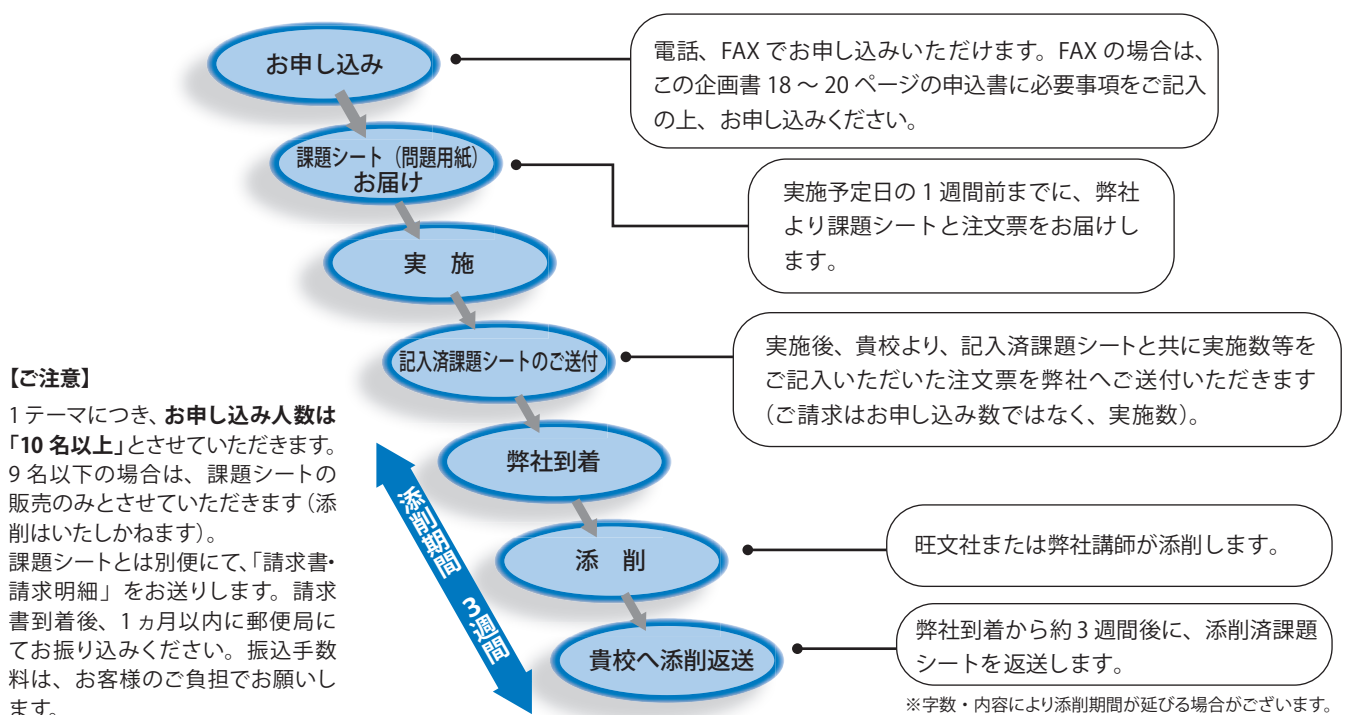 お申し込み
電話、FAX でお申し込みいただけます。FAX の場合は、
この企画書 18 ～ 20 ページの申込書に必要事項をご記入
の上、お申し込みください。
課題シート（問題用紙）
お届け
実施予定日の 1 週間前までに、弊社
より課題シートと注文票をお届けし
ます。
実　施
記入済課題シートのご送付
実施後、貴校より、記入済課題シートと共に実施数等を
ご記入いただいた注文票を弊社へご送付いただきます
（ご請求はお申し込み数ではなく、実施数）。
弊社到着
添　削
旺文社または弊社講師が添削します。
貴校へ添削返送
弊社到着から約 3 週間後に、添削済課題
シートを返送します。
※字数・内容により添削期間が延びる場合がございます。
添削期間　3週間
【ご注意】
1 テーマにつき、お申し込み人数は
「10 名以上」とさせていただきます。
9 名以下の場合は、課題シートの
販売のみとさせていただきます（添
削はいたしかねます）。
課題シートとは別便にて、「請求書・
請求明細」をお送りします。請求
書到着後、1 ヵ月以内に郵便局に
てお振り込みください。振込手数
料は、お客様のご負担でお願いし
ます。